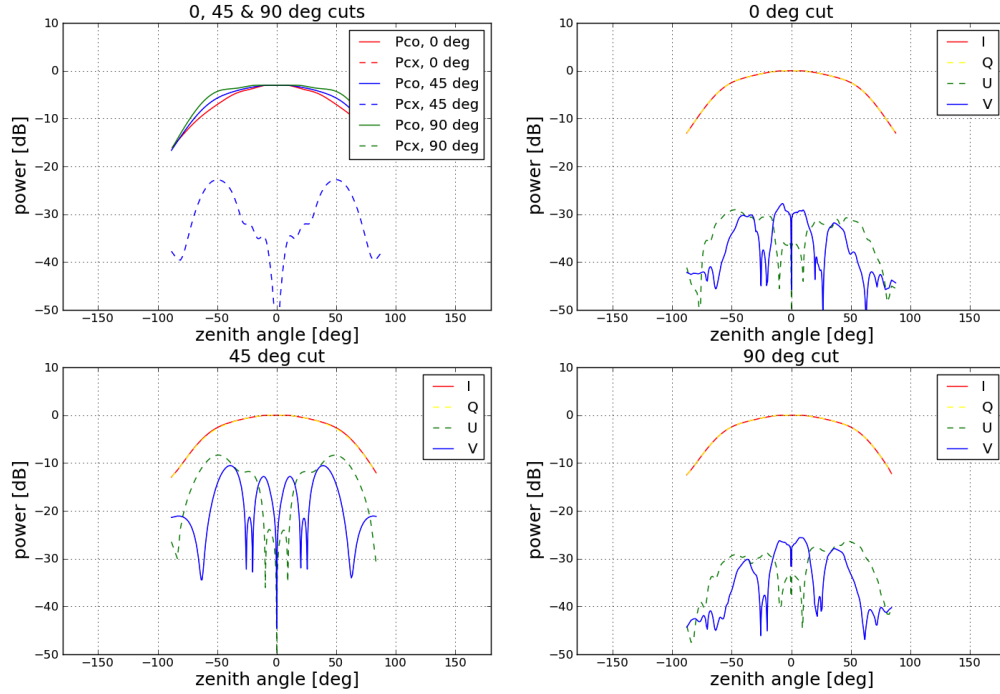 0, 45 & 90 deg cuts
10
0
−10
−20
−30
−40
−50
power [dB]
−150 −100 −50 0 50 100 150
zenith angle [deg]
Pco, 0 deg
Pcx, 0 deg
Pco, 45 deg
Pcx, 45 deg
Pco, 90 deg
Pcx, 90 deg
0 deg cut
10
0
−10
−20
−30
−40
−50
power [dB]
−150 −100 −50 0 50 100 150
zenith angle [deg]
I
Q
U
V
45 deg cut
10
0
−10
−20
−30
−40
−50
power [dB]
−150 −100 −50 0 50 100 150
zenith angle [deg]
I
Q
U
V
90 deg cut
10
0
−10
−20
−30
−40
−50
power [dB]
−150 −100 −50 0 50 100 150
zenith angle [deg]
I
Q
U
V